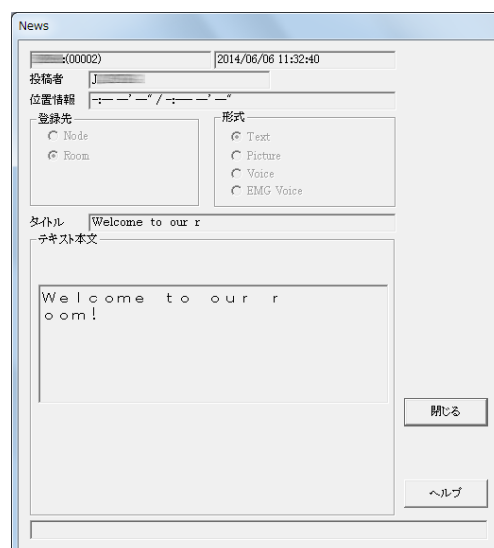 News
:(00002) 2014/06/06 11:32:40
投稿者 J
位置情報 -:-- --' --" / -:--- --' --"
登録先
Node
Room
形式
Text
Picture
Voice
EMG Voice
タイトル Welcome to our r
テキスト本文
Welcome to our r
oom!
閉じる
ヘルプ